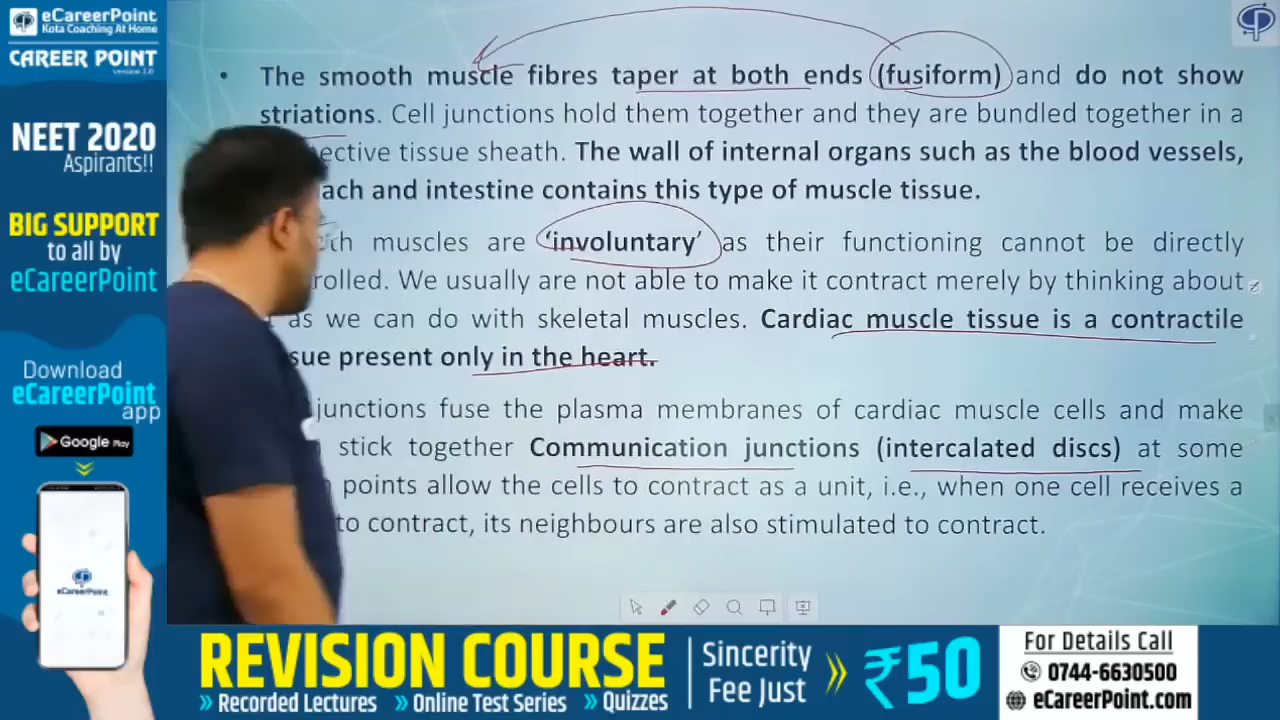 eCareerPoint
Kota Coaching At Home
CAREER POINT
version 2.0
NEET 2020
Aspirants!!
BIG SUPPORT
to all by
eCareerPoint
Download
eCareerPoint
app
Google Play
eCareerPoint
• The smooth muscle fibres taper at both ends (fusiform) and do not show
striations. Cell junctions hold them together and they are bundled together in a
ective tissue sheath. The wall of internal organs such as the blood vessels,
ach and intestine contains this type of muscle tissue.
th muscles are ‘involuntary’ as their functioning cannot be directly
rolled. We usually are not able to make it contract merely by thinking about
as we can do with skeletal muscles. Cardiac muscle tissue is a contractile
sue present only in the heart.
junctions fuse the plasma membranes of cardiac muscle cells and make
stick together Communication junctions (intercalated discs) at some
points allow the cells to contract as a unit, i.e., when one cell receives a
to contract, its neighbours are also stimulated to contract.
REVISION COURSE
» Recorded Lectures » Online Test Series » Quizzes
Sincerity
Fee Just
» ₹50
For Details Call
0744-6630500
eCareerPoint.com